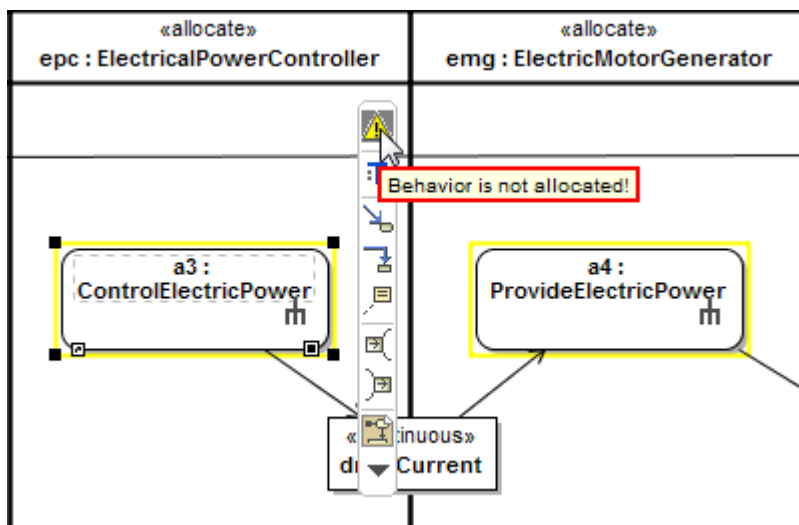 «allocate»
epc : ElectricalPowerController
«allocate»
emg : ElectricMotorGenerator
Behavior is not allocated!
a3 :
ControlElectricPower
a4 :
ProvideElectricPower
Current